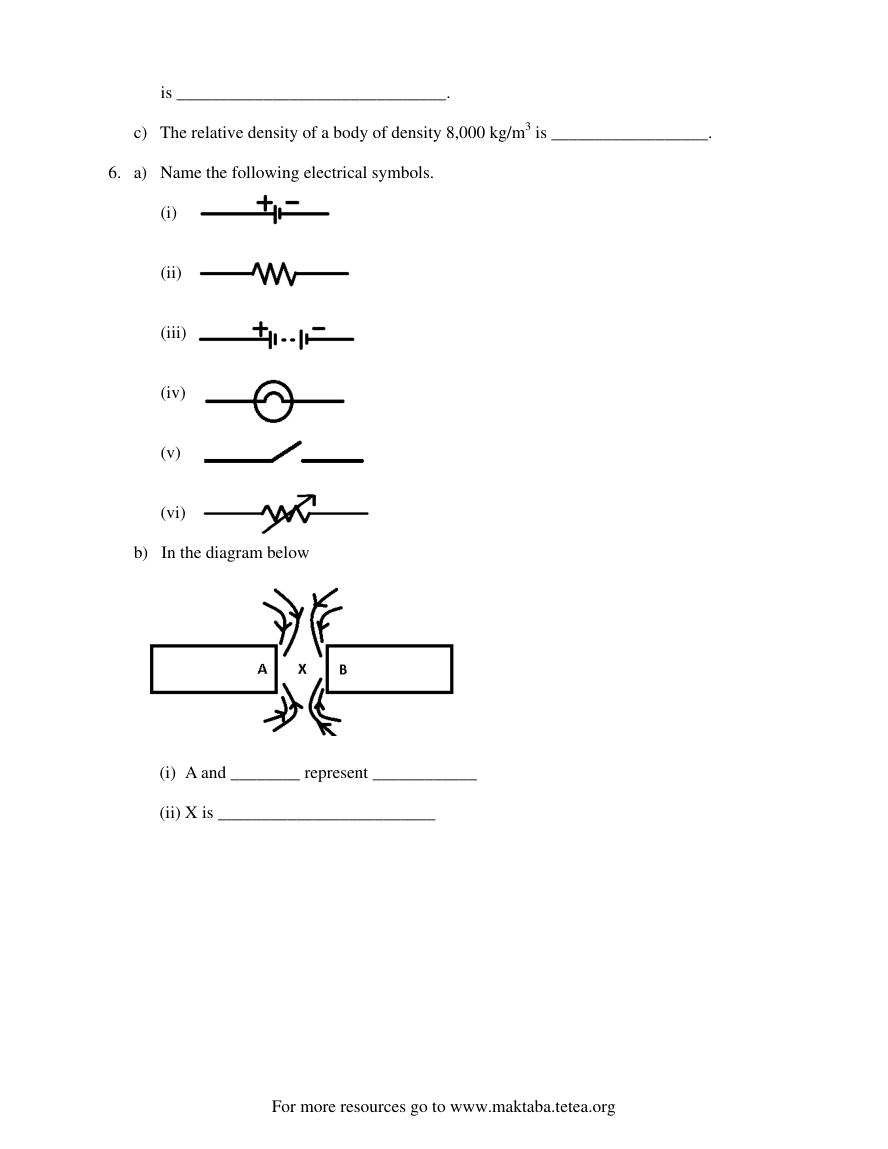 is _______________________________.
c) The relative density of a body of density 8,000 kg/m³ is __________________.
6. a) Name the following electrical symbols.
(i) + −
(ii)
(iii) + −
(iv)
(v)
(vi)
b) In the diagram below
A X B
(i) A and ________ represent ____________
(ii) X is _________________________
For more resources go to www.maktaba.tetea.org